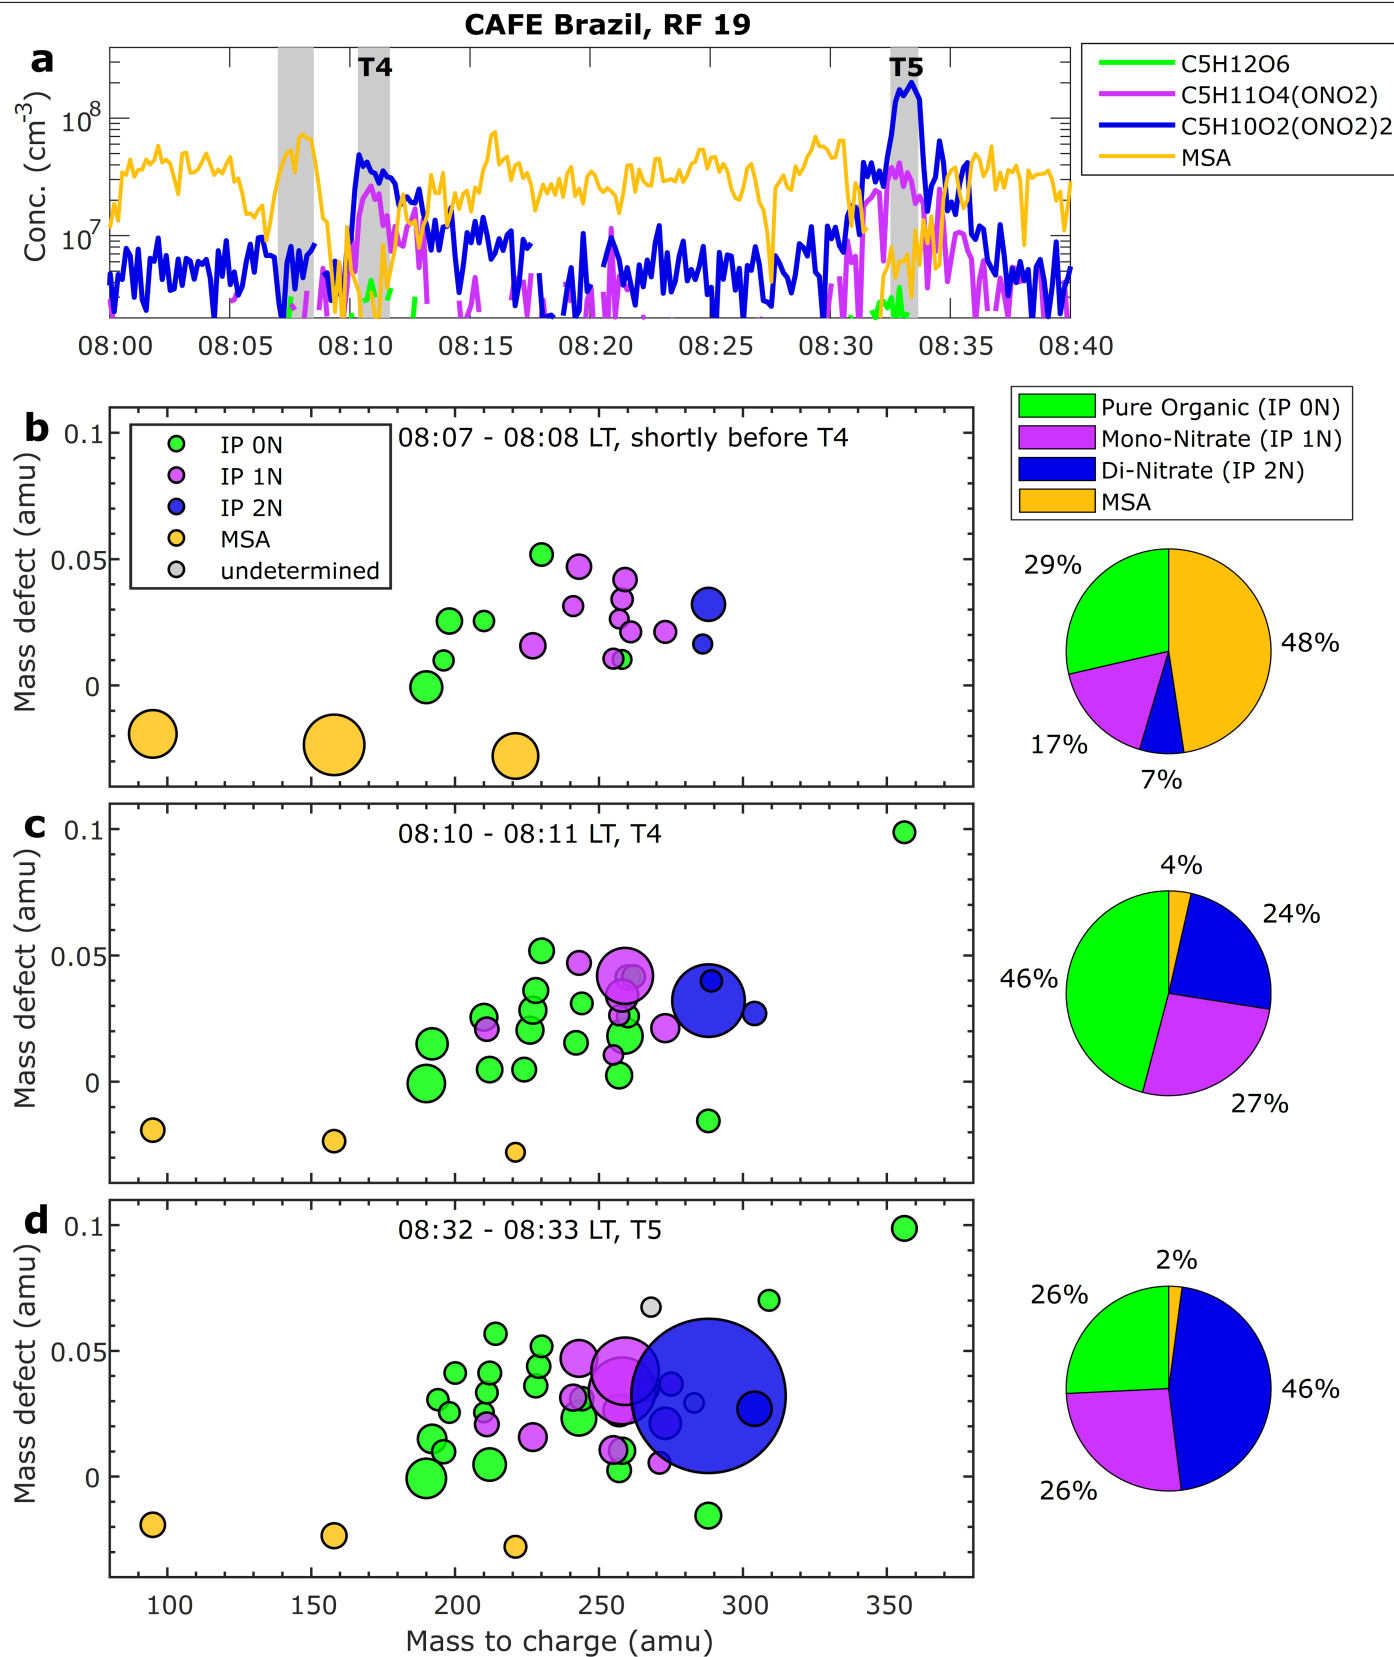 CAFE Brazil, RF 19
a
T4
T5
Conc. (cm-3)
10^8
10^7
08:00 08:05 08:10 08:15 08:20 08:25 08:30 08:35 08:40
C5H12O6
C5H11O4(ONO2)
C5H10O2(ONO2)2
MSA
b
08:07 - 08:08 LT, shortly before T4
IP 0N
IP 1N
IP 2N
MSA
undetermined
Mass defect (amu)
0.1
0.05
0
Pure Organic (IP 0N)
Mono-Nitrate (IP 1N)
Di-Nitrate (IP 2N)
MSA
29%
48%
17%
7%
c
08:10 - 08:11 LT, T4
Mass defect (amu)
0.1
0.05
0
4%
24%
46%
27%
d
08:32 - 08:33 LT, T5
Mass defect (amu)
0.1
0.05
0
100 150 200 250 300 350
Mass to charge (amu)
2%
26%
46%
26%